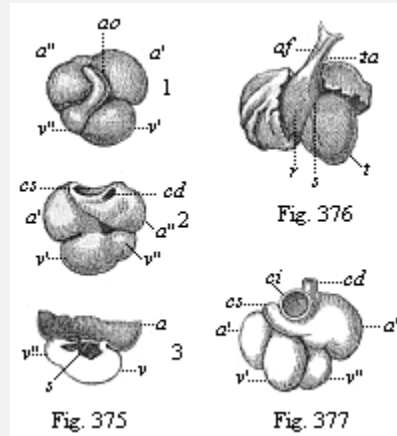 ao
a" a'
1
v" v'
cs cd
a' 2
a"
v' v"
a
v" 3
v
s
Fig. 375
af ta
r s t
Fig. 376
ci cd
cs
a' a"
v' v"
Fig. 377